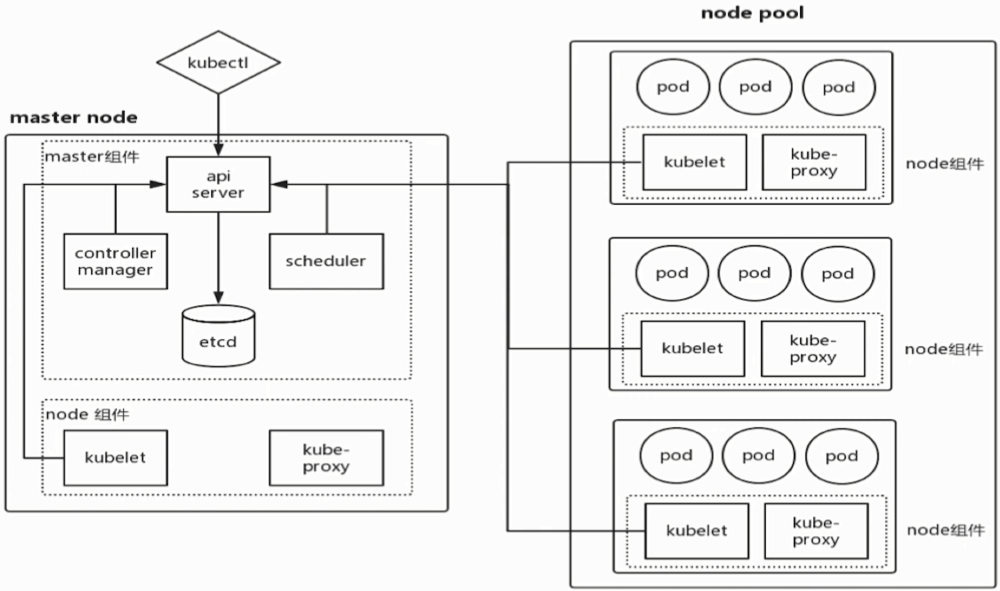 node pool
kubectl
master node
master组件
api
server
controller
manager
scheduler
etcd
node 组件
kubelet
kube-
proxy
pod
pod
pod
kubelet
kube-
proxy
node组件
pod
pod
pod
kubelet
kube-
proxy
node组件
pod
pod
pod
kubelet
kube-
proxy
node组件